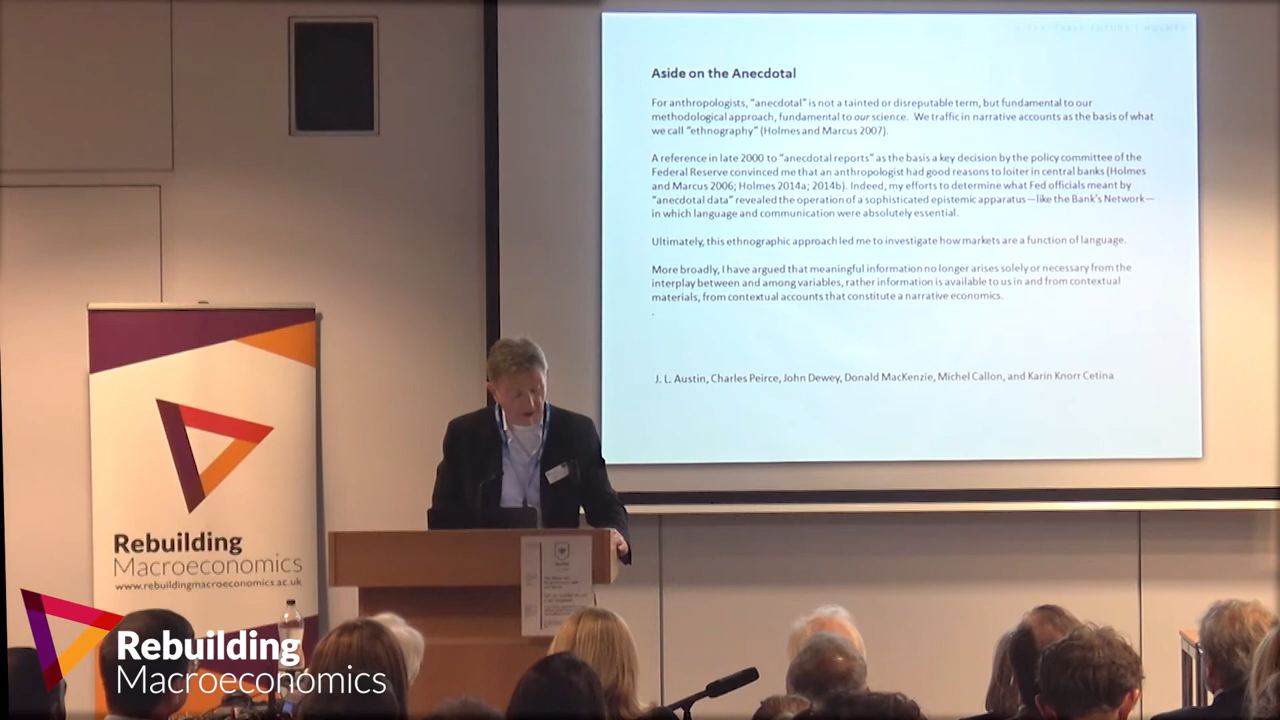 Aside on the Anecdotal
For anthropologists, "anecdotal" is not a tainted or disreputable term, but fundamental to our
methodological approach, fundamental to our science. We traffic in narrative accounts as the basis of what
we call "ethnography" (Holmes and Marcus 2007).
A reference in late 2000 to "anecdotal reports" as the basis a key decision by the policy committee of the
Federal Reserve convinced me that an anthropologist had good reasons to loiter in central banks (Holmes
and Marcus 2006; Holmes 2014a; 2014b). Indeed, my efforts to determine what Fed officials meant by
"anecdotal data" revealed the operation of a sophisticated epistemic apparatus—like the Bank's Network—
in which language and communication were absolutely essential.
Ultimately, this ethnographic approach led me to investigate how markets are a function of language.
More broadly, I have argued that meaningful information no longer arises solely or necessary from the
interplay between and among variables, rather information is available to us in and from contextual
materials, from contextual accounts that constitute a narrative economics.
.
J. L. Austin, Charles Peirce, John Dewey, Donald MacKenzie, Michel Callon, and Karin Knorr Cetina
Rebuilding
Macroeconomics
www.rebuildingmacroeconomics.ac.uk
Rebuilding
Macroeconomics